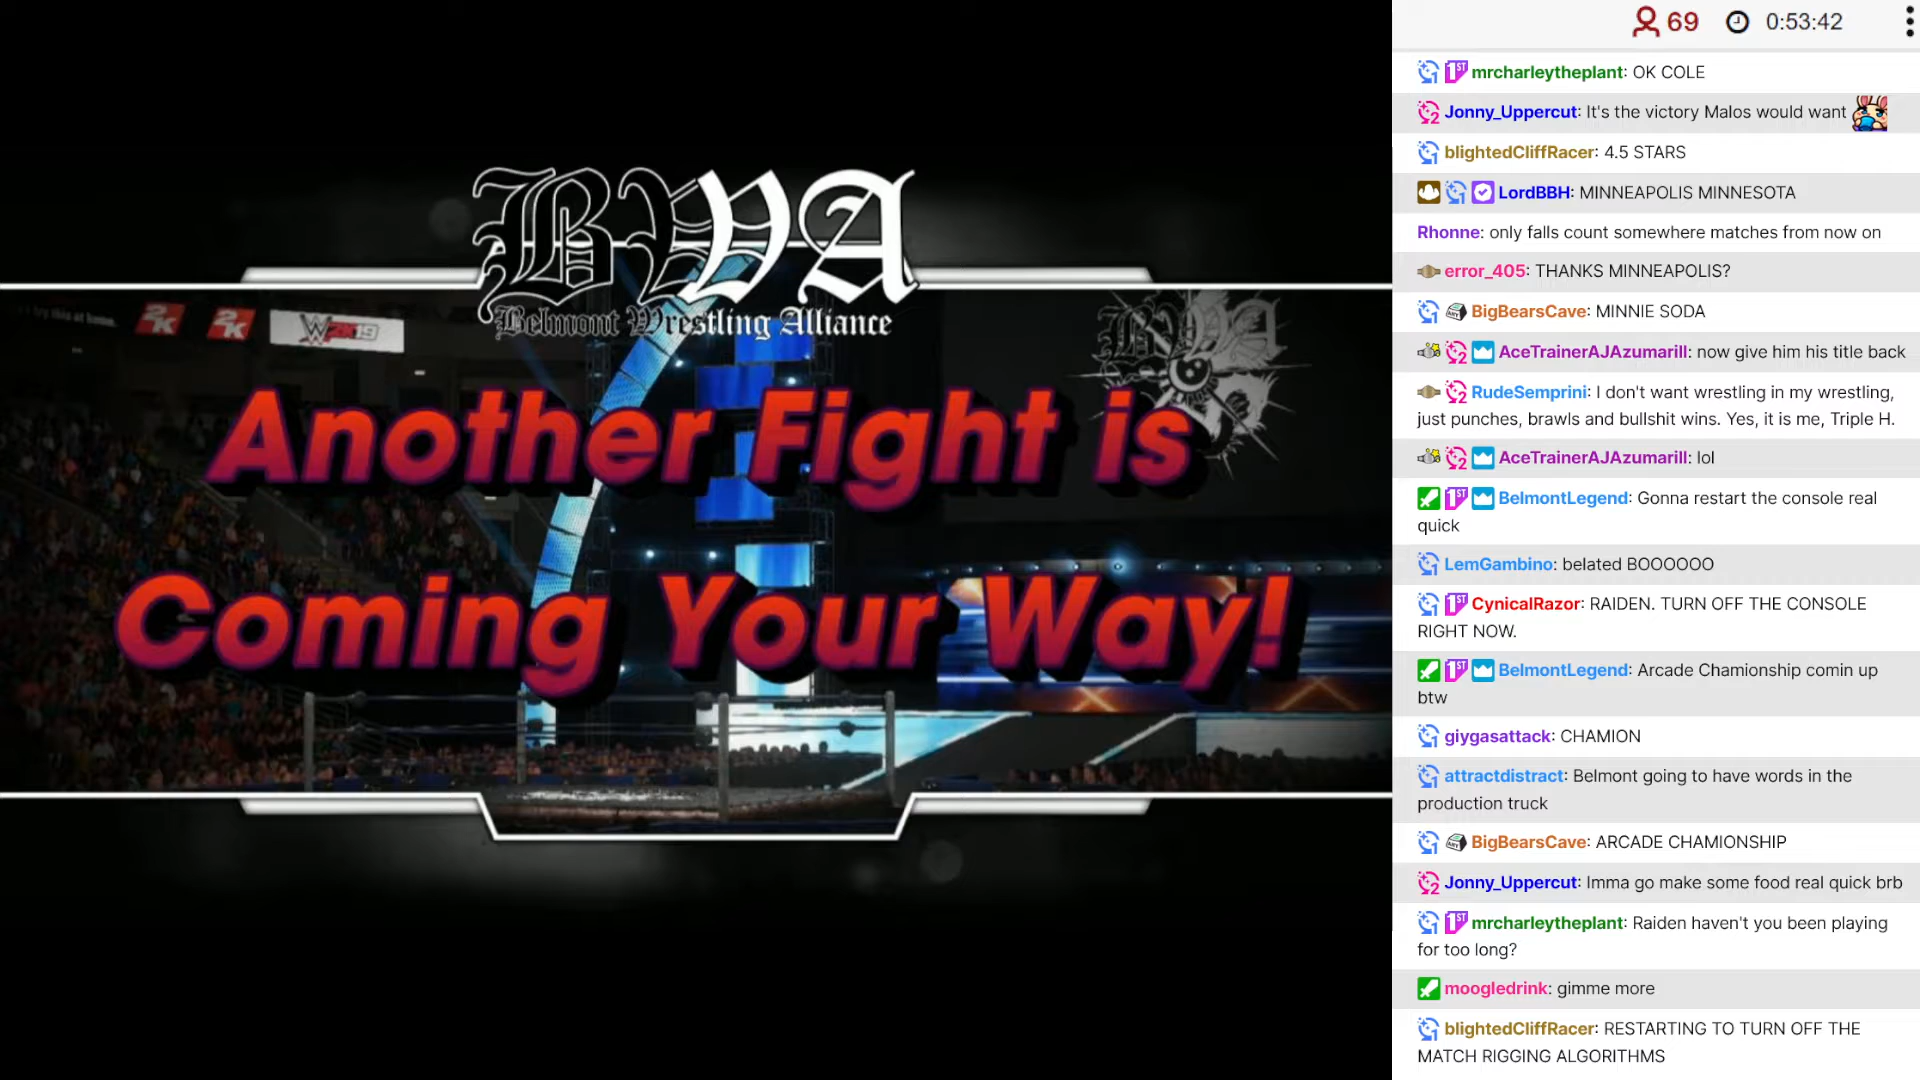 BWA
Belmont Wrestling Alliance
2K
2K
W2K19
BWA
Another Fight is
Coming Your Way!
69
0:53:42
mrcharleytheplant: OK COLE
Jonny_Uppercut: It's the victory Malos would want
blightedCliffRacer: 4.5 STARS
LordBBH: MINNEAPOLIS MINNESOTA
Rhonne: only falls count somewhere matches from now on
error_405: THANKS MINNEAPOLIS?
BigBearsCave: MINNIE SODA
AceTrainerAJAzumarill: now give him his title back
RudeSemprini: I don't want wrestling in my wrestling,
just punches, brawls and bullshit wins. Yes, it is me, Triple H.
AceTrainerAJAzumarill: lol
BelmontLegend: Gonna restart the console real
quick
LemGambino: belated BOOOOOO
1ST CynicalRazor: RAIDEN. TURN OFF THE CONSOLE
RIGHT NOW.
BelmontLegend: Arcade Chamionship comin up
btw
giygasattack: CHAMION
attractdistract: Belmont going to have words in the
production truck
BigBearsCave: ARCADE CHAMIONSHIP
Jonny_Uppercut: Imma go make some food real quick brb
mrcharleytheplant: Raiden haven't you been playing
for too long?
moogledrink: gimme more
blightedCliffRacer: RESTARTING TO TURN OFF THE
MATCH RIGGING ALGORITHMS